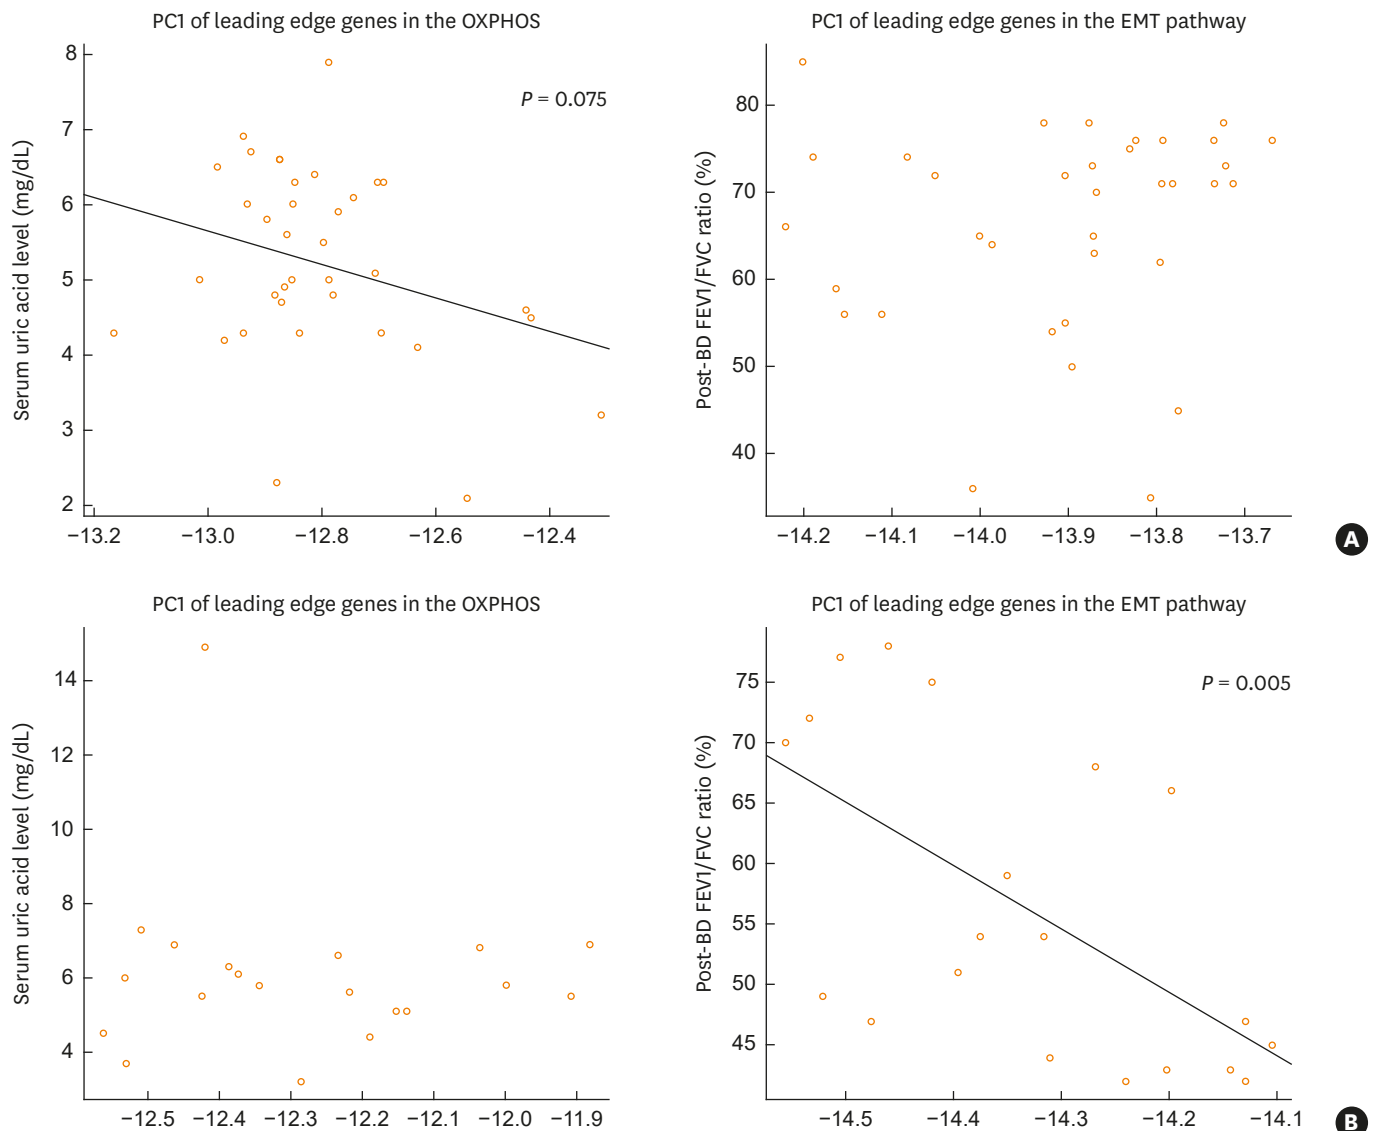 PC1 of leading edge genes in the OXPHOS
Serum uric acid level (mg/dL)
8
7
6
5
4
3
2
P = 0.075
−13.2 −13.0 −12.8 −12.6 −12.4
PC1 of leading edge genes in the EMT pathway
Post-BD FEV1/FVC ratio (%)
80
70
60
50
40
−14.2 −14.1 −14.0 −13.9 −13.8 −13.7
A
PC1 of leading edge genes in the OXPHOS
Serum uric acid level (mg/dL)
14
12
10
8
6
4
−12.5 −12.4 −12.3 −12.2 −12.1 −12.0 −11.9
PC1 of leading edge genes in the EMT pathway
Post-BD FEV1/FVC ratio (%)
75
70
65
60
55
50
45
P = 0.005
−14.5 −14.4 −14.3 −14.2 −14.1
B